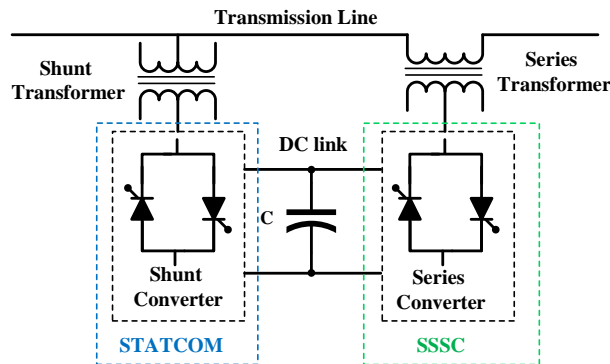 Transmission Line
Shunt
Transformer
Series
Transformer
DC link
C
Shunt
Converter
Series
Converter
STATCOM
SSSC